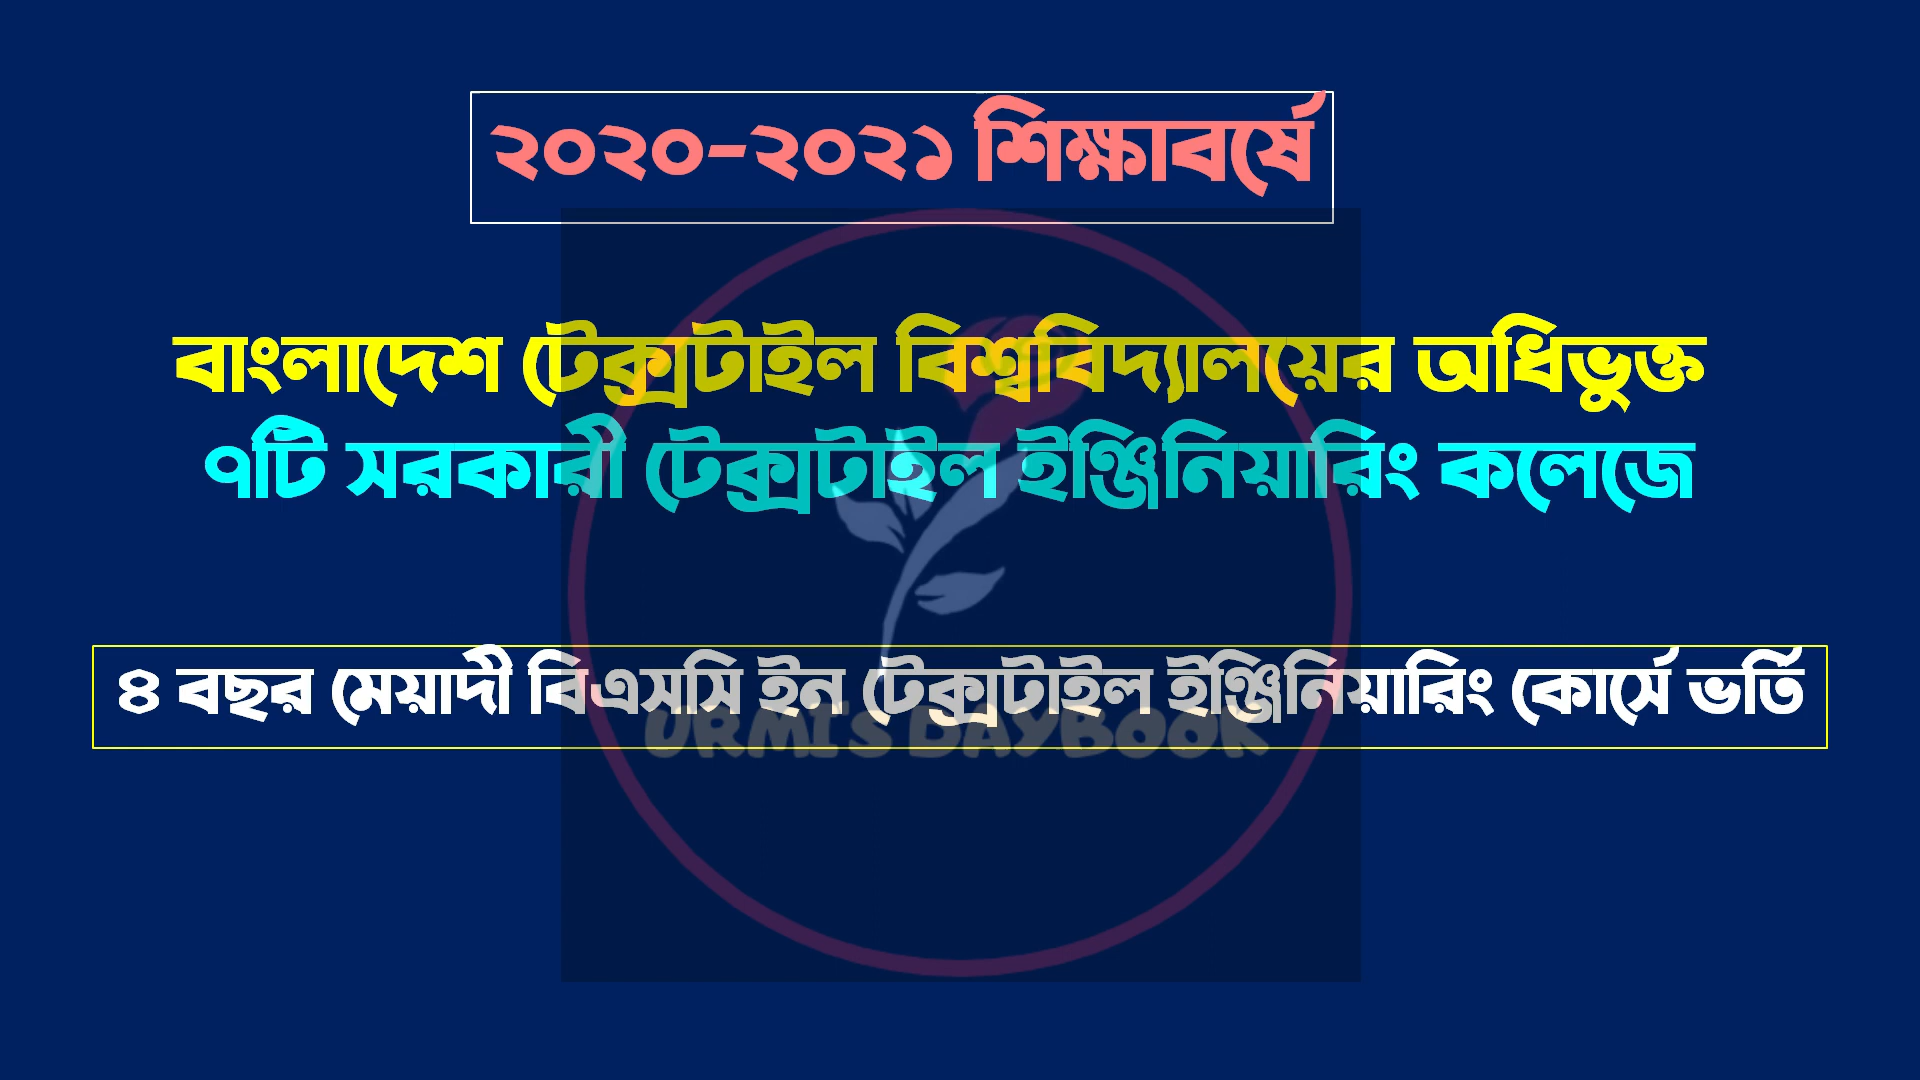 ২০২০-২০২১ শিক্ষাবর্ষে
বাংলাদেশ টেক্সটাইল বিশ্ববিদ্যালয়ের অধিভুক্ত
৭টি সরকারী টেক্সটাইল ইঞ্জিনিয়ারিং কলেজে
৪ বছর মেয়াদী বিএসসি ইন টেক্সটাইল ইঞ্জিনিয়ারিং কোর্সে ভর্তি
URMI'S DAYBOOK